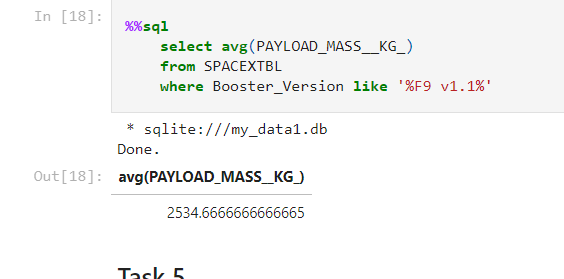 In [18]:
%%sql
select avg(PAYLOAD_MASS__KG_)
from SPACEXTBL
where Booster_Version like '%F9 v1.1%'
* sqlite:///my_data1.db
Done.
Out[18]: avg(PAYLOAD_MASS__KG_)
2534.6666666666665
Task 5